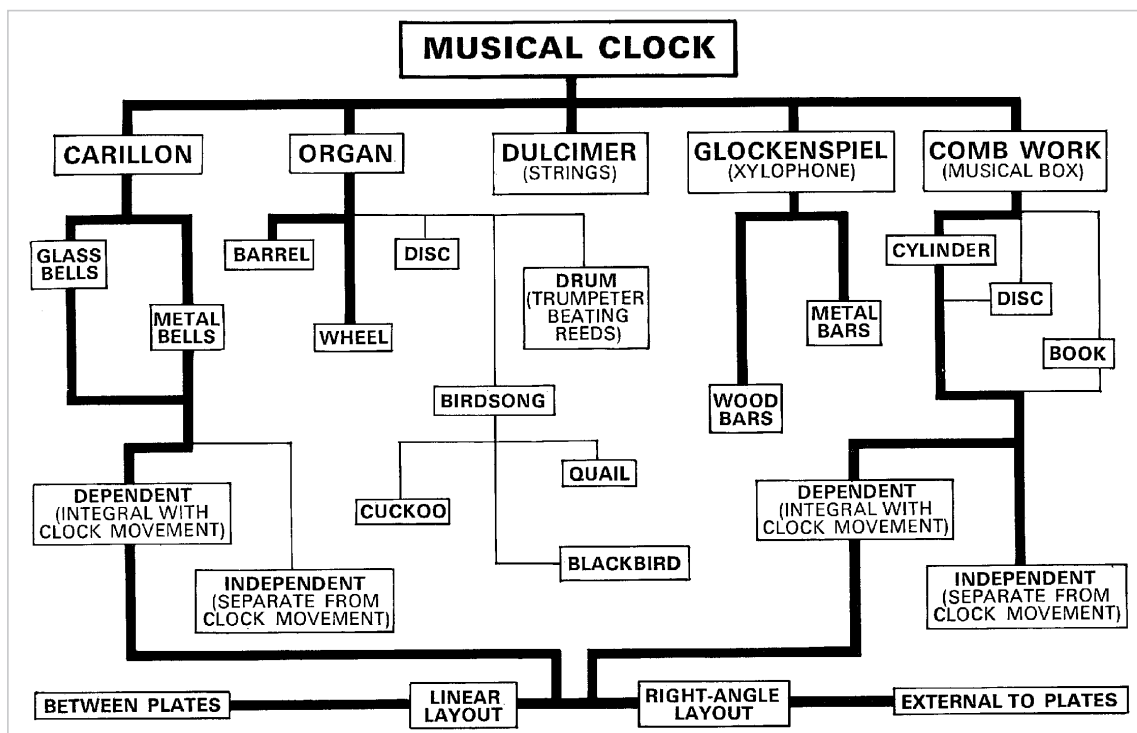 MUSICAL CLOCK
CARILLON
ORGAN
DULCIMER
(STRINGS)
GLOCKENSPIEL
(XYLOPHONE)
COMB WORK
(MUSICAL BOX)
GLASS
BELLS
METAL
BELLS
BARREL
WHEEL
DISC
DRUM
(TRUMPETER
BEATING
REEDS)
BIRDSONG
CUCKOO
QUAIL
BLACKBIRD
WOOD
BARS
METAL
BARS
CYLINDER
DISC
BOOK
DEPENDENT
(INTEGRAL WITH
CLOCK MOVEMENT)
INDEPENDENT
(SEPARATE FROM
CLOCK MOVEMENT)
DEPENDENT
(INTEGRAL WITH
CLOCK MOVEMENT)
INDEPENDENT
(SEPARATE FROM
CLOCK MOVEMENT)
BETWEEN PLATES
LINEAR
LAYOUT
RIGHT-ANGLE
LAYOUT
EXTERNAL TO PLATES